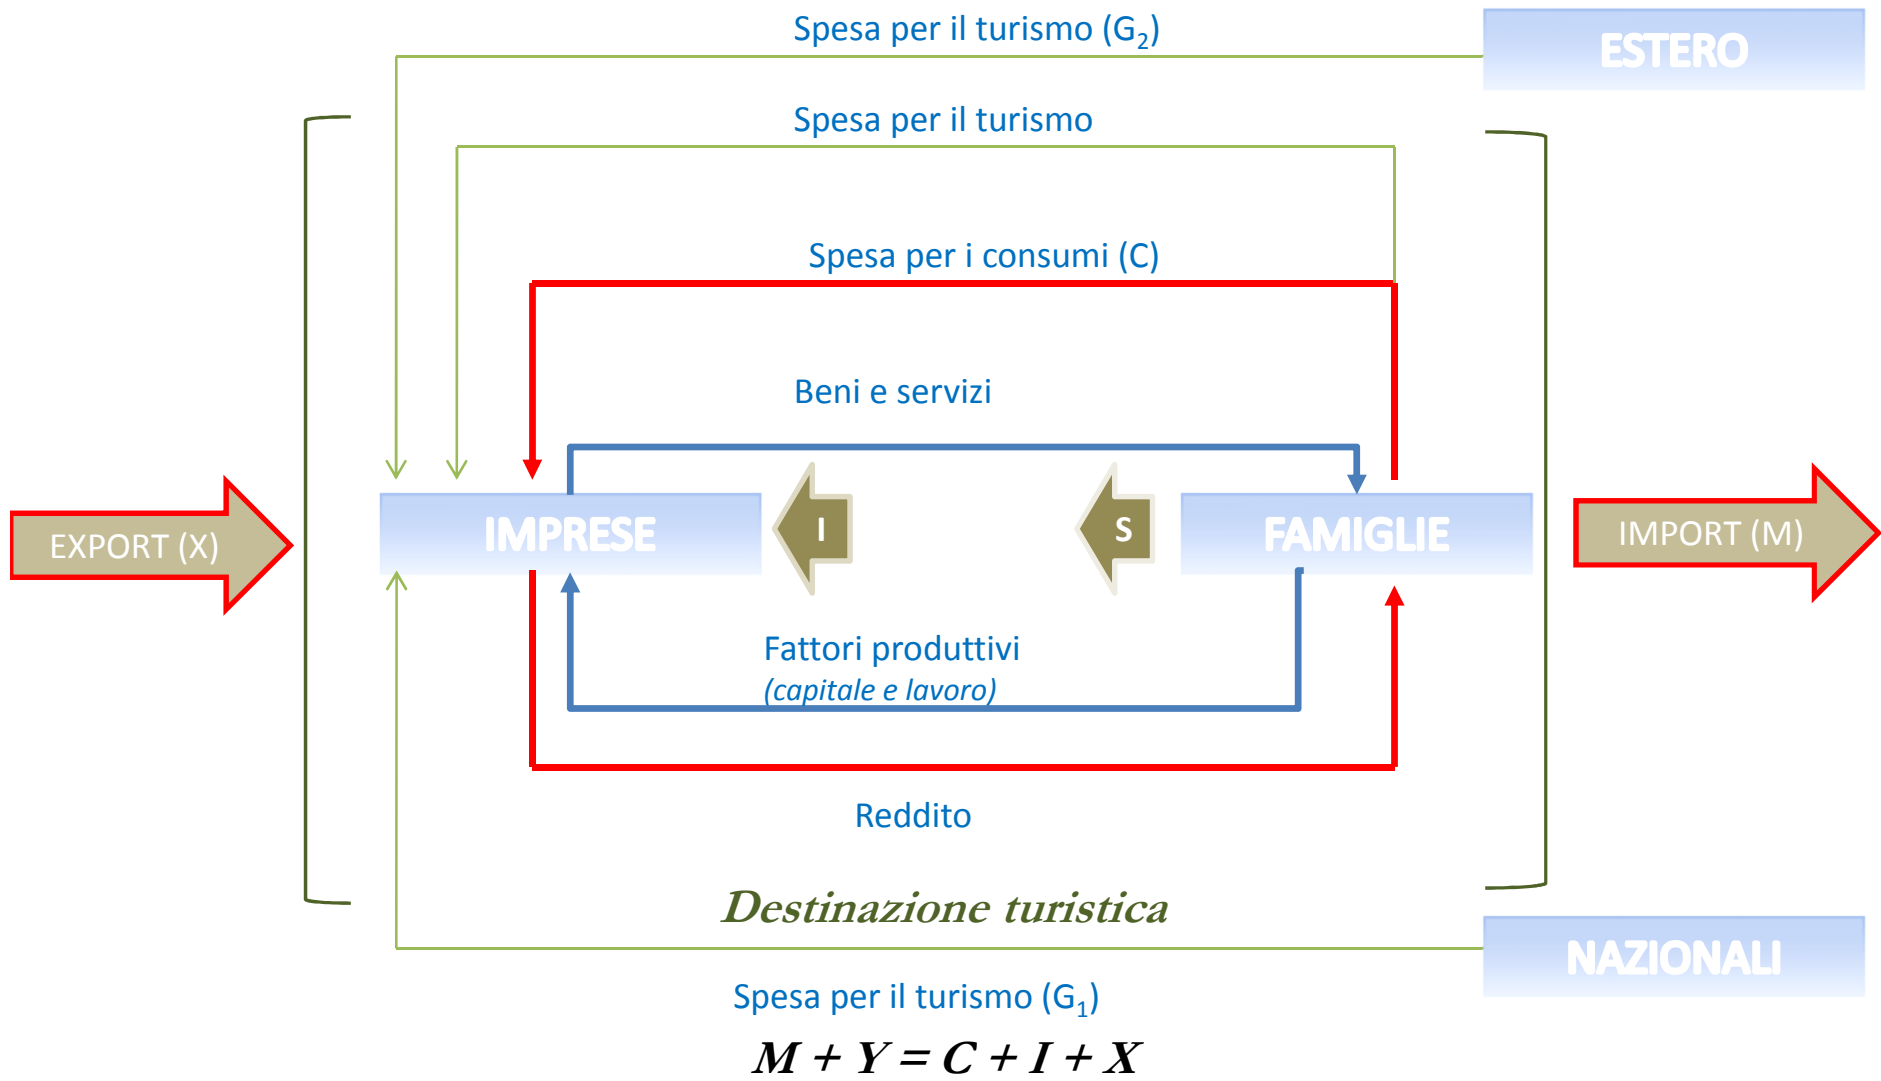 Spesa per il turismo (G₂)
ESTERO
Spesa per il turismo
Spesa per i consumi (C)
Beni e servizi
EXPORT (X)
IMPRESE
I
S
FAMIGLIE
IMPORT (M)
Fattori produttivi
(capitale e lavoro)
Reddito
Destinazione turistica
NAZIONALI
Spesa per il turismo (G₁)
M + Y = C + I + X